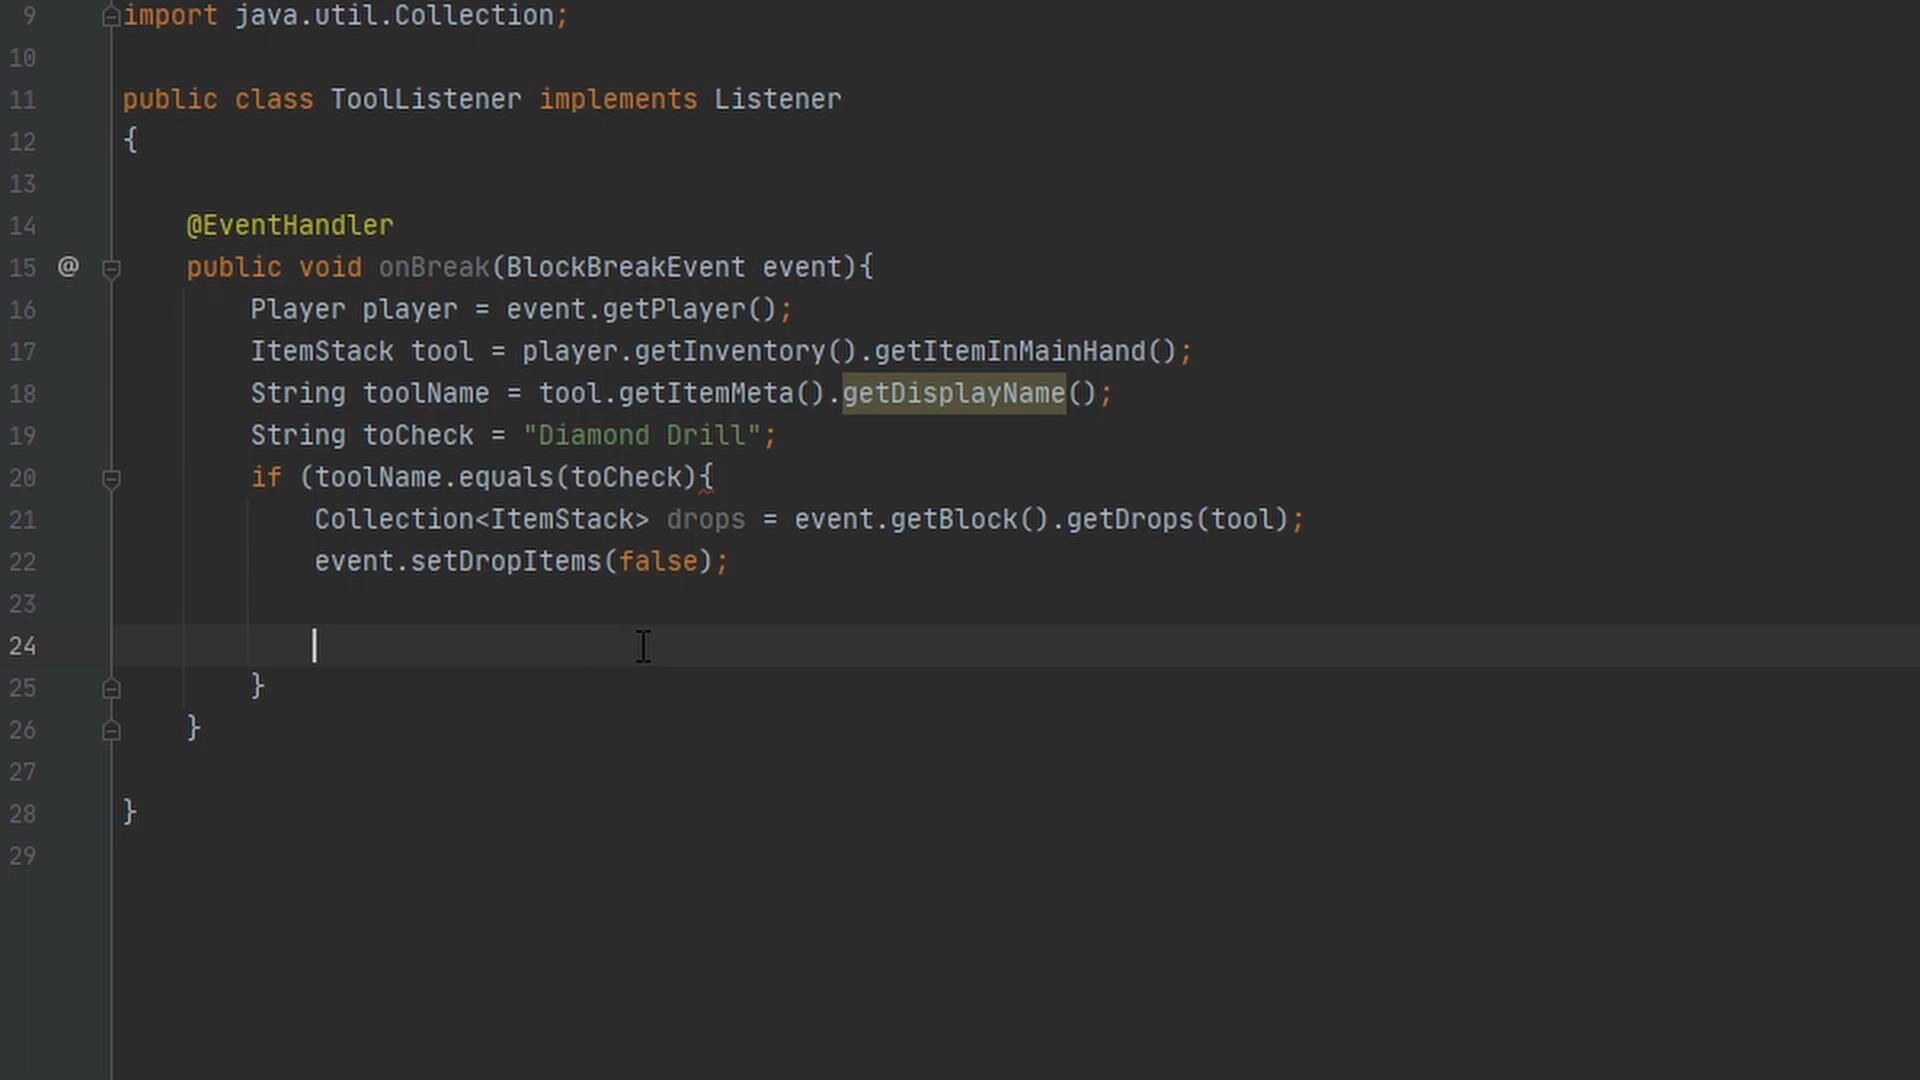 9 import java.util.Collection;
10
11 public class ToolListener implements Listener
12 {
13
14 @EventHandler
15 @ public void onBreak(BlockBreakEvent event){
16 Player player = event.getPlayer();
17 ItemStack tool = player.getInventory().getItemInMainHand();
18 String toolName = tool.getItemMeta().getDisplayName();
19 String toCheck = "Diamond Drill";
20 if (toolName.equals(toCheck){
21 Collection<ItemStack> drops = event.getBlock().getDrops(tool);
22 event.setDropItems(false);
23
24
25 }
26 }
27
28 }
29